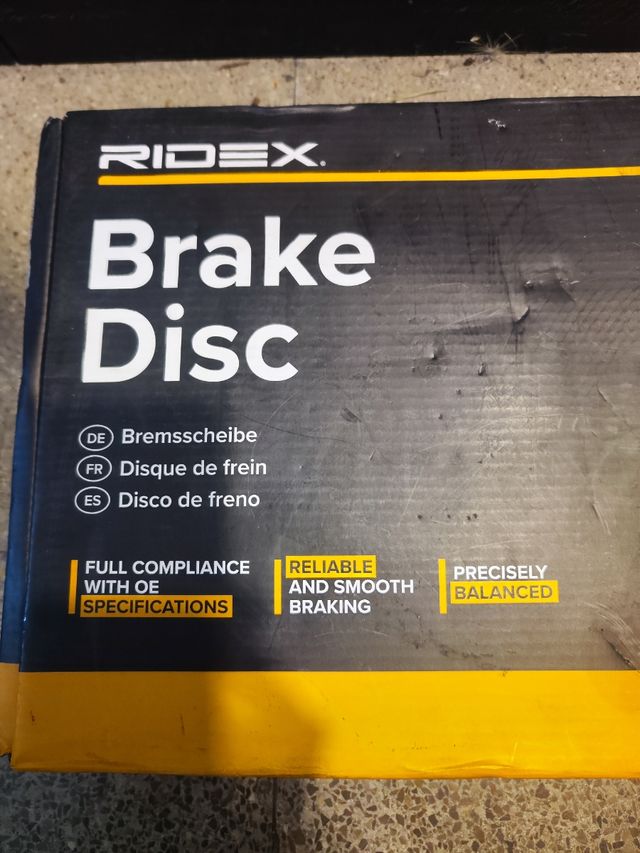 RIDEX.
Brake
Disc
DE Bremsscheibe
FR Disque de frein
ES Disco de freno
FULL COMPLIANCE
WITH OE
SPECIFICATIONS
RELIABLE
AND SMOOTH
BRAKING
PRECISELY
BALANCED